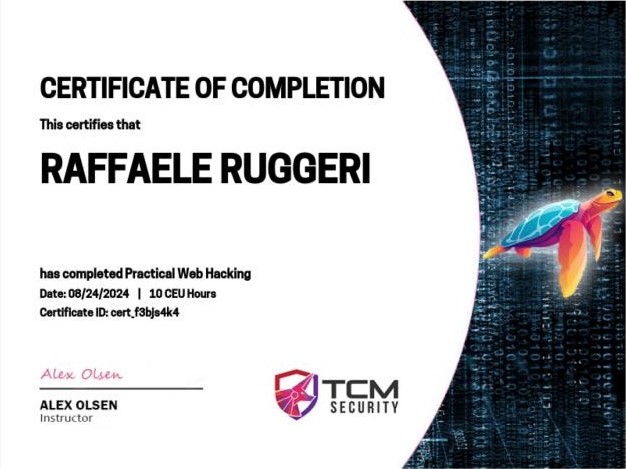 CERTIFICATE OF COMPLETION
This certifies that
RAFFAELE RUGGERI
has completed Practical Web Hacking
Date: 08/24/2024 | 10 CEU Hours
Certificate ID: cert_f3bjs4k4
Alex Olsen
ALEX OLSEN
Instructor
TCM
SECURITY